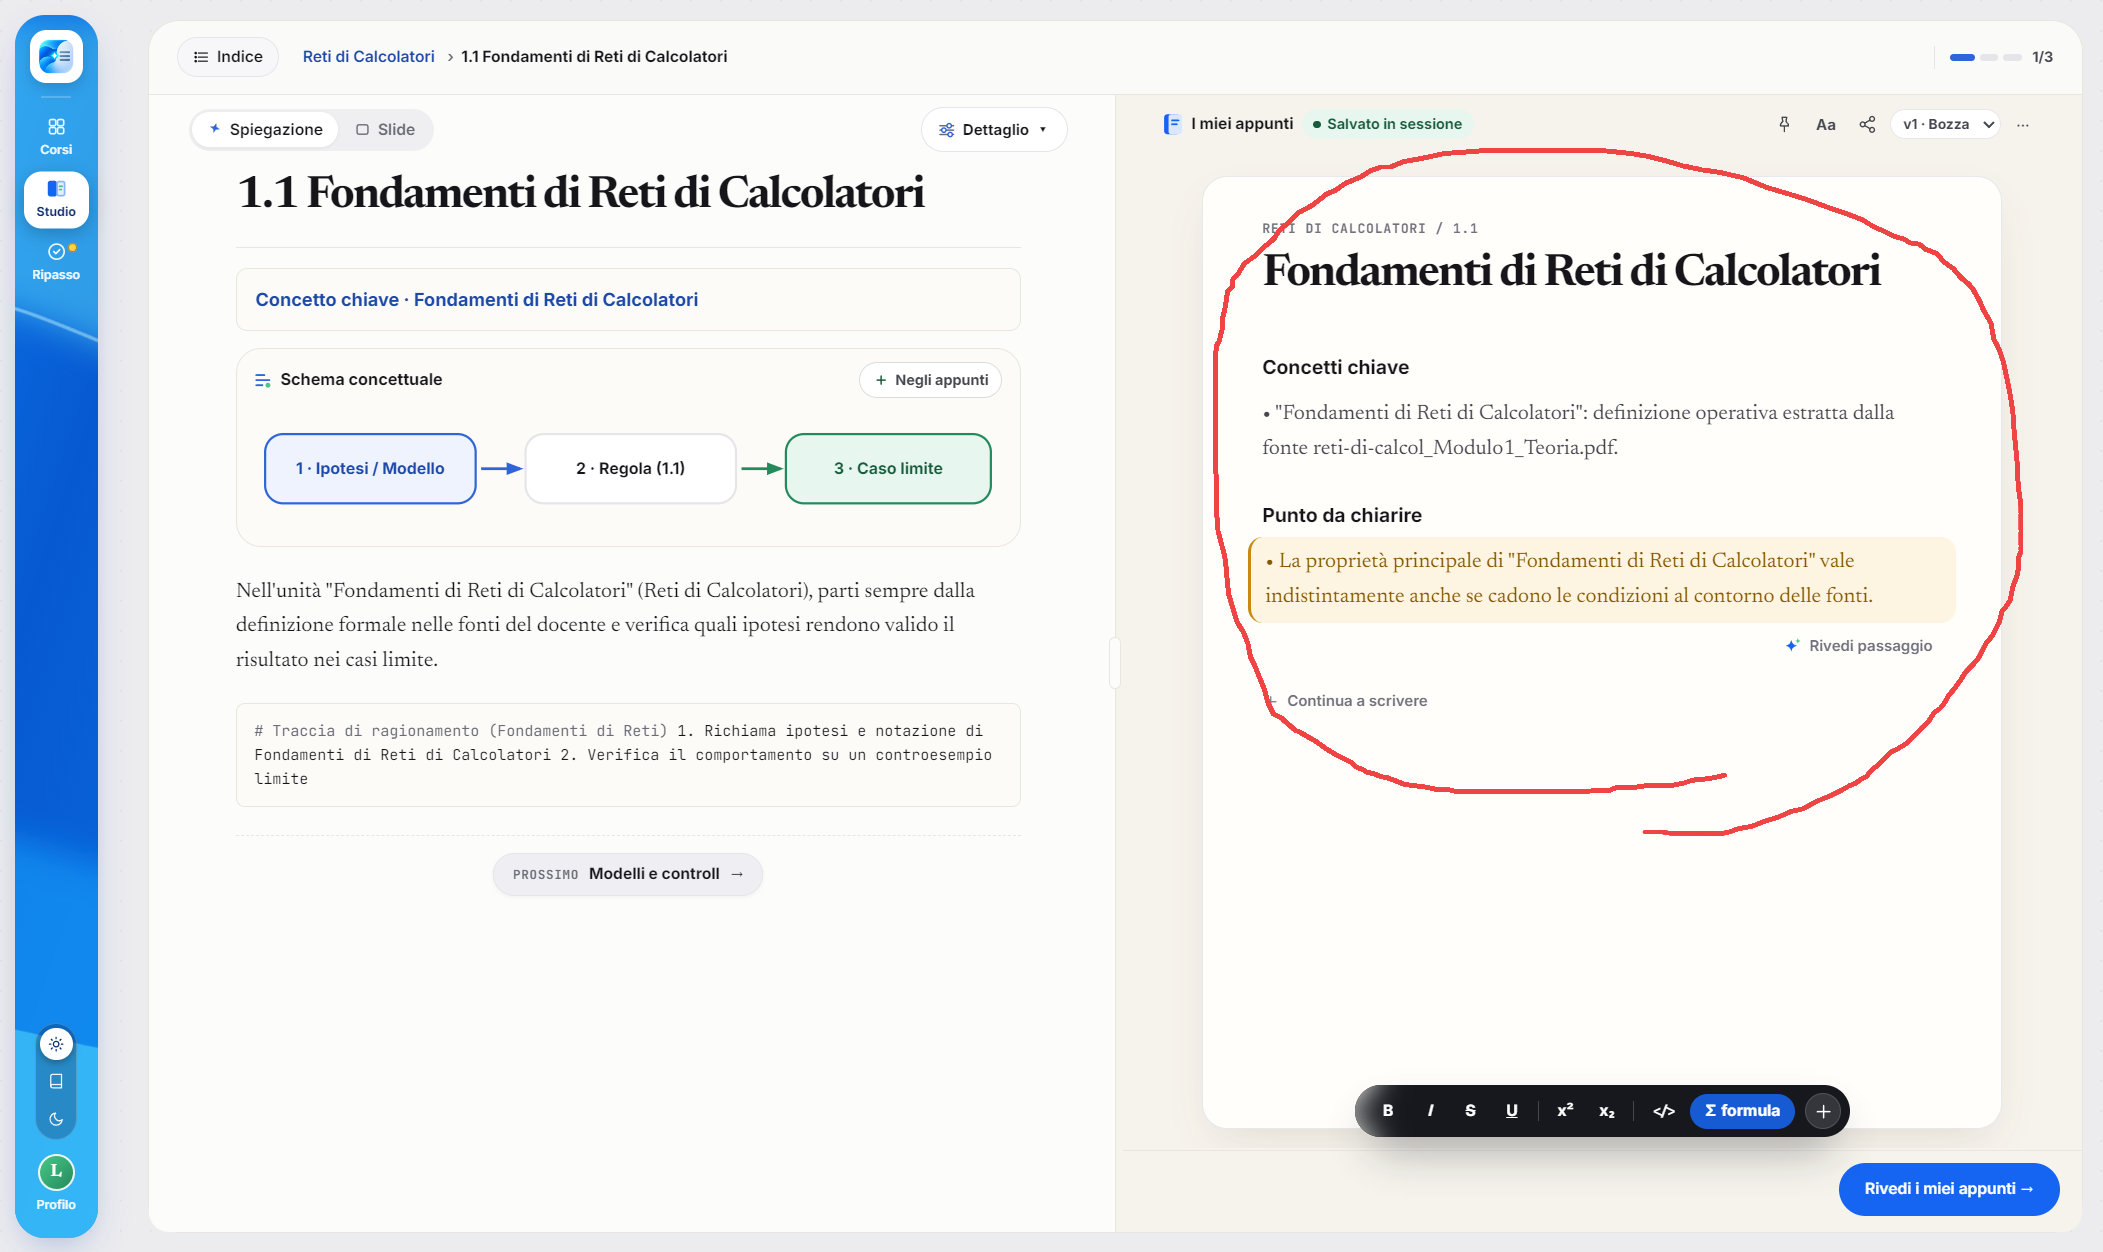 Corsi
Studio
Ripasso
L
Profilo
Indice
Reti di Calcolatori › 1.1 Fondamenti di Reti di Calcolatori
1/3
Spiegazione
Slide
Dettaglio
1.1 Fondamenti di Reti di Calcolatori
Concetto chiave · Fondamenti di Reti di Calcolatori
Schema concettuale
+ Negli appunti
1 · Ipotesi / Modello
2 · Regola (1.1)
3 · Caso limite
Nell'unità "Fondamenti di Reti di Calcolatori" (Reti di Calcolatori), parti sempre dalla
definizione formale nelle fonti del docente e verifica quali ipotesi rendono valido il
risultato nei casi limite.
# Traccia di ragionamento (Fondamenti di Reti) 1. Richiama ipotesi e notazione di
Fondamenti di Reti di Calcolatori 2. Verifica il comportamento su un controesempio
limite
PROSSIMO Modelli e controll →
I miei appunti
Salvato in sessione
Aa
v1 · Bozza
···
RETI DI CALCOLATORI / 1.1
Fondamenti di Reti di Calcolatori
Concetti chiave
• "Fondamenti di Reti di Calcolatori": definizione operativa estratta dalla
fonte reti-di-calcol_Modulo1_Teoria.pdf.
Punto da chiarire
• La proprietà principale di "Fondamenti di Reti di Calcolatori" vale
indistintamente anche se cadono le condizioni al contorno delle fonti.
Rivedi passaggio
+ Continua a scrivere
B I S U x² x₂ </> Σ formula +
Rivedi i miei appunti →